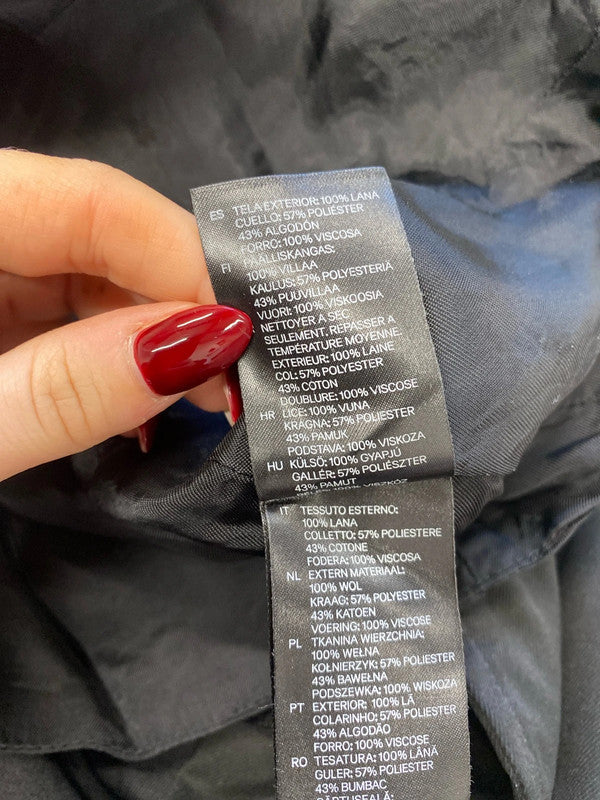 ES TELA EXTERIOR: 100% LANA
CUELLO: 57% POLIÉSTER
43% ALGODÓN
FORRO: 100% VISCOSA
FI PÄÄLLISKANGAS:
100% VILLAA
KAULUS: 57% POLYESTERIÄ
43% PUUVILLAA
VUORI: 100% VISKOOSIA
NETTOYER A SEC
SEULEMENT. REPASSER A
TEMPÉRATURE MOYENNE.
EXTERIEUR: 100% LAINE
COL: 57% POLYESTER
43% COTON
DOUBLURE: 100% VISCOSE
HR LICE: 100% VUNA
KRAGNA: 57% POLIESTER
43% PAMUK
PODSTAVA: 100% VISKOZA
HU KÜLSŐ: 100% GYAPJÚ
GALLÉR: 57% POLIÉSZTER
43% PAMUT
IT TESSUTO ESTERNO:
100% LANA
COLLETTO: 57% POLIESTERE
43% COTONE
FODERA: 100% VISCOSA
NL EXTERN MATERIAAL:
100% WOL
KRAAG: 57% POLYESTER
43% KATOEN
VOERING: 100% VISCOSE
PL TKANINA WIERZCHNIA:
100% WEŁNA
KOŁNIERZYK: 57% POLIESTER
43% BAWEŁNA
PODSZEWKA: 100% WISKOZA
PT EXTERIOR: 100% LÃ
COLARINHO: 57% POLIÉSTER
43% ALGODÃO
FORRO: 100% VISCOSE
RO TESATURA: 100% LÂNĂ
GULER: 57% POLIESTER
43% BUMBAC